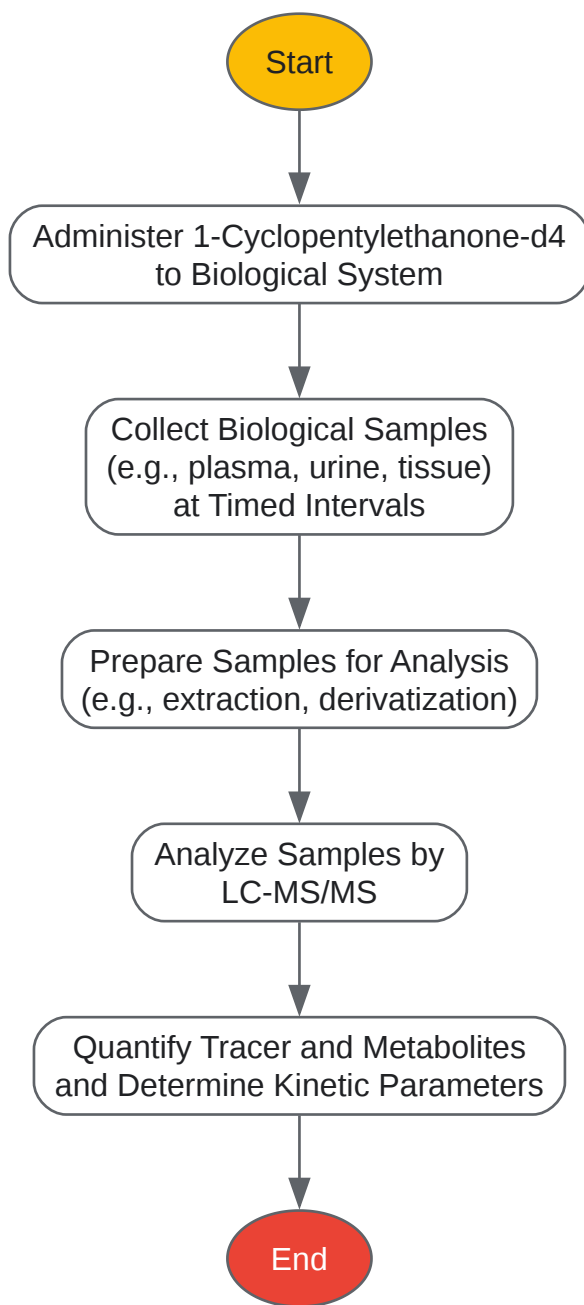 Start
Administer 1-Cyclopentylethanone-d4
to Biological System
Collect Biological Samples
(e.g., plasma, urine, tissue)
at Timed Intervals
Prepare Samples for Analysis
(e.g., extraction, derivatization)
Analyze Samples by
LC-MS/MS
Quantify Tracer and Metabolites
and Determine Kinetic Parameters
End